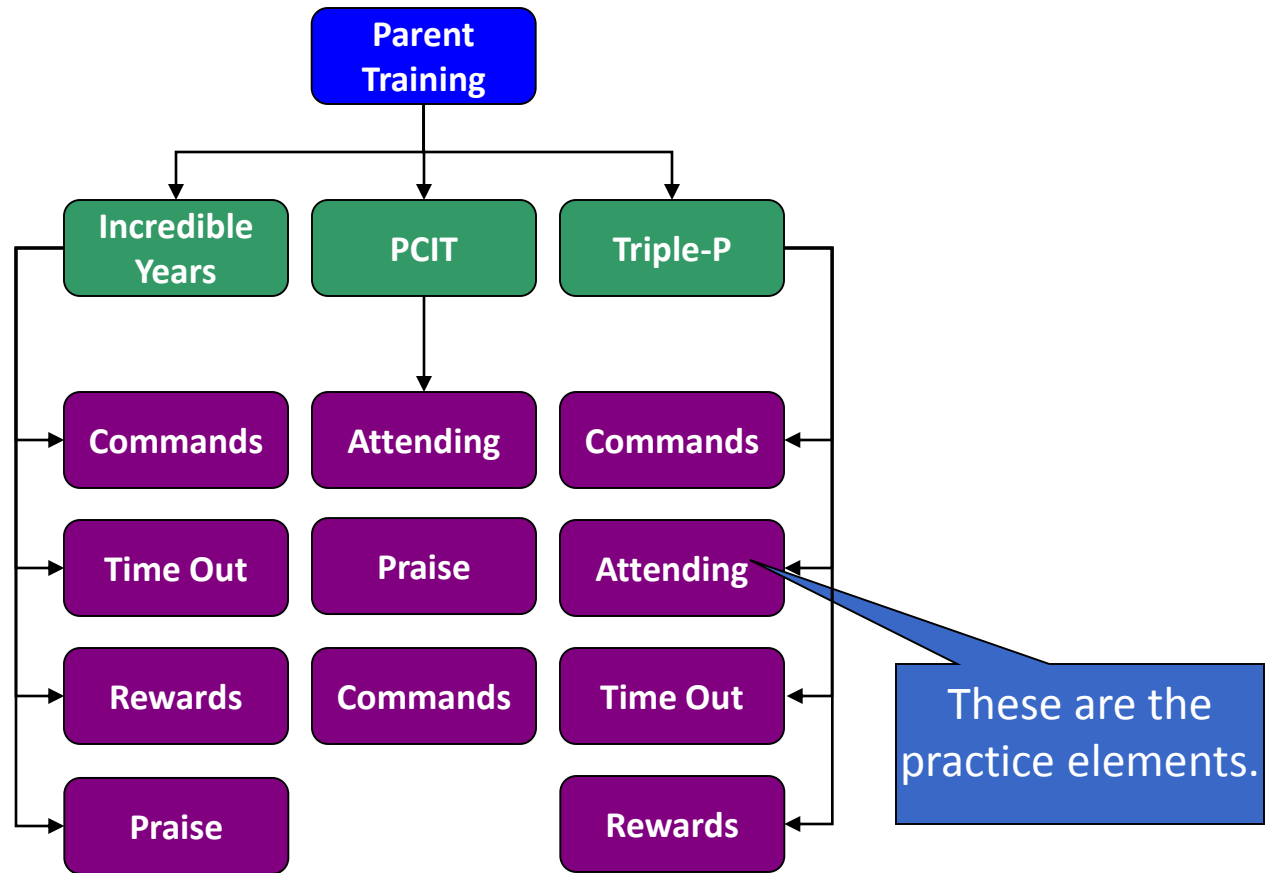 Parent
Training
Incredible
Years
PCIT
Triple-P
Commands
Attending
Commands
Time Out
Praise
Attending
Rewards
Commands
Time Out
Praise
Rewards
These are the
practice elements.